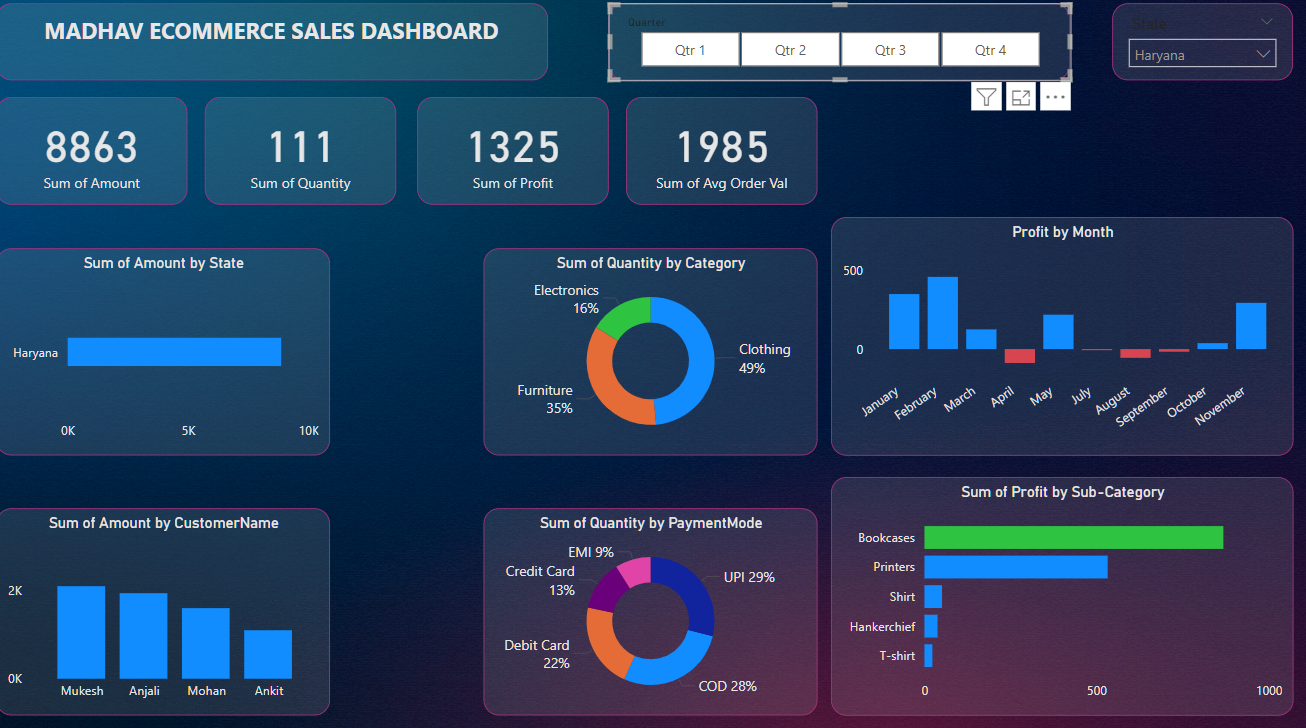 MADHAV ECOMMERCE SALES DASHBOARD
Quarter
Qtr 1
Qtr 2
Qtr 3
Qtr 4
State
Haryana
8863
Sum of Amount
111
Sum of Quantity
1325
Sum of Profit
1985
Sum of Avg Order Val
Sum of Amount by State
Haryana
0K
5K
10K
Sum of Quantity by Category
Electronics
16%
Clothing
49%
Furniture
35%
Profit by Month
500
0
January
February
March
April
May
July
August
September
October
November
Sum of Amount by CustomerName
2K
0K
Mukesh
Anjali
Mohan
Ankit
Sum of Quantity by PaymentMode
EMI 9%
Credit Card
13%
UPI 29%
Debit Card
22%
COD 28%
Sum of Profit by Sub-Category
Bookcases
Printers
Shirt
Hankerchief
T-shirt
0
500
1000